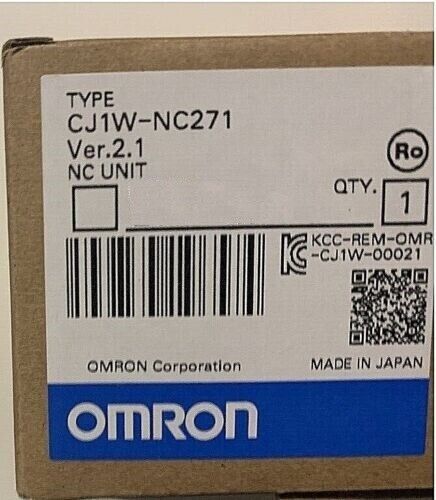 TYPE
CJ1W-NC271
Ver.2.1
NC UNIT
Ro
QTY. 1
KCC-REM-OMR
-CJ1W-00021
OMRON Corporation
MADE IN JAPAN
OMRON